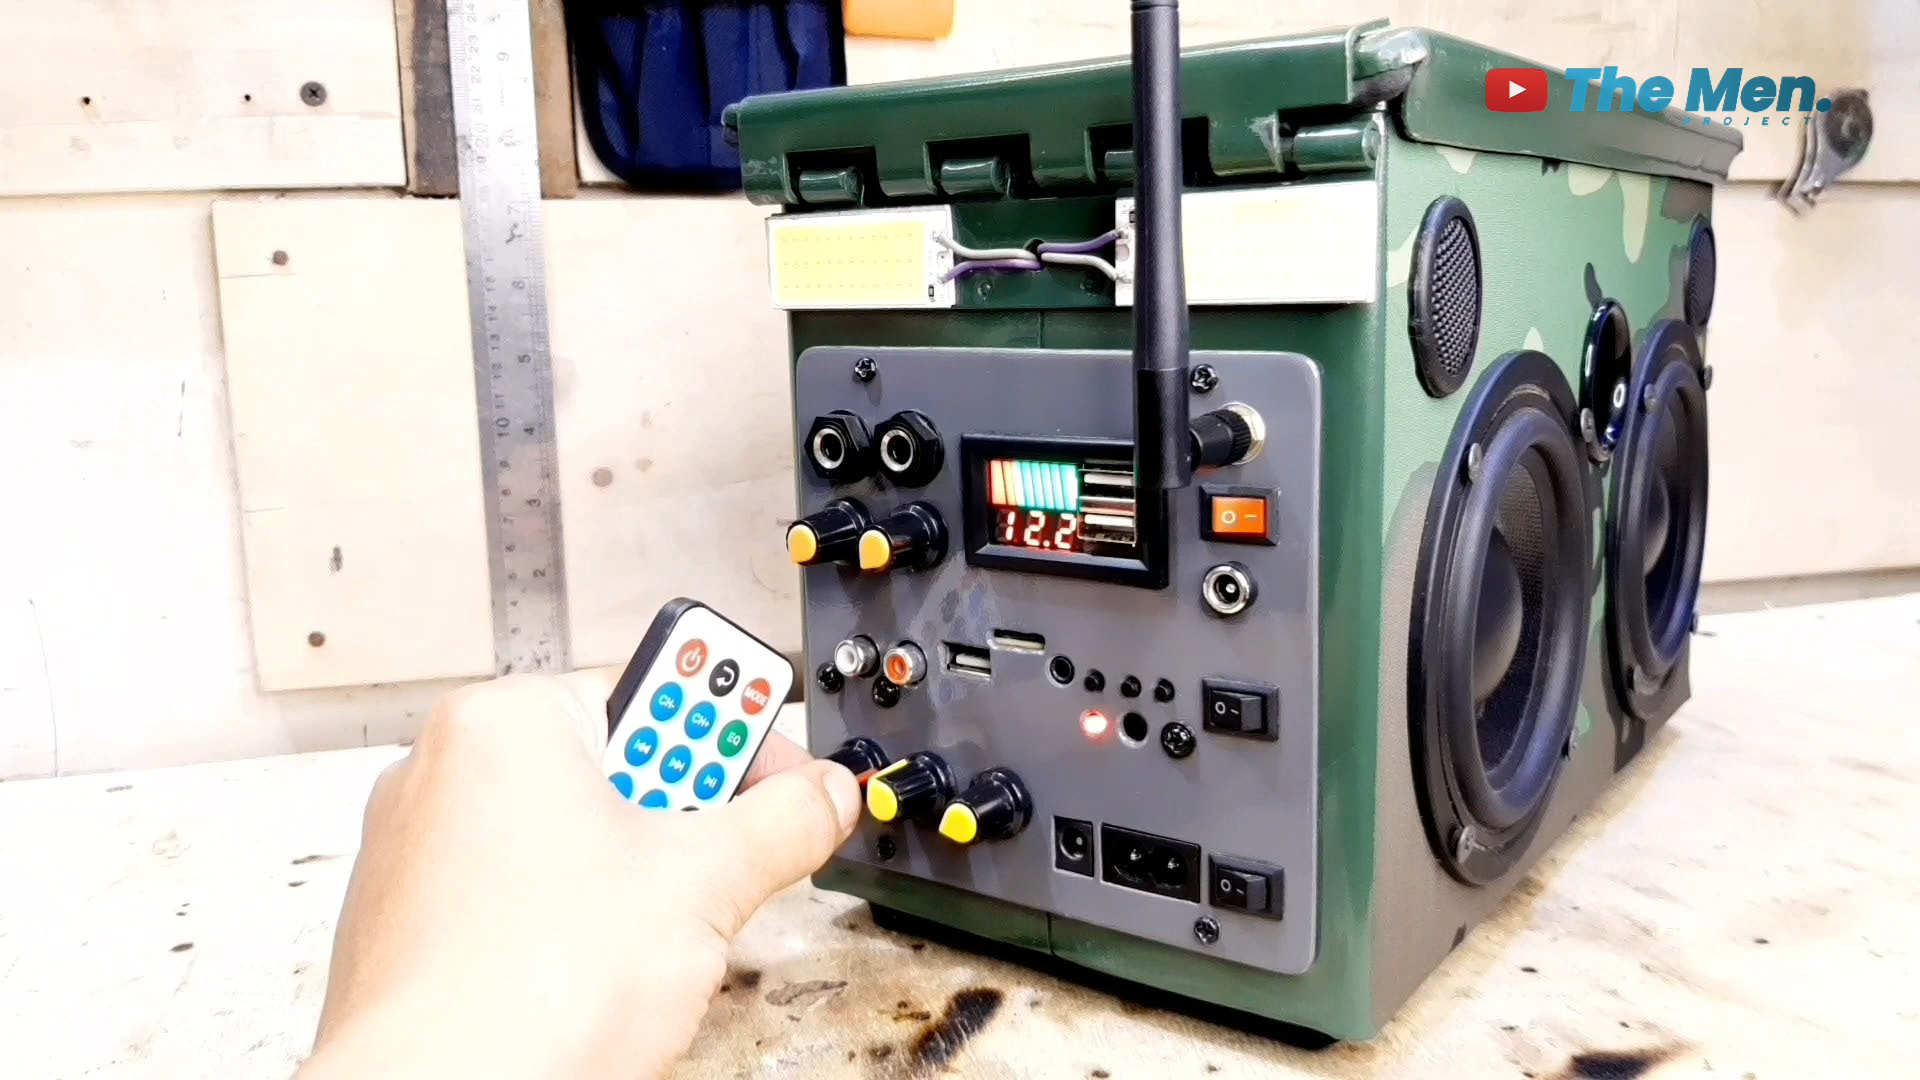 The Men.
PROJECT
12.2
MODE
CH-
CH+
EQ